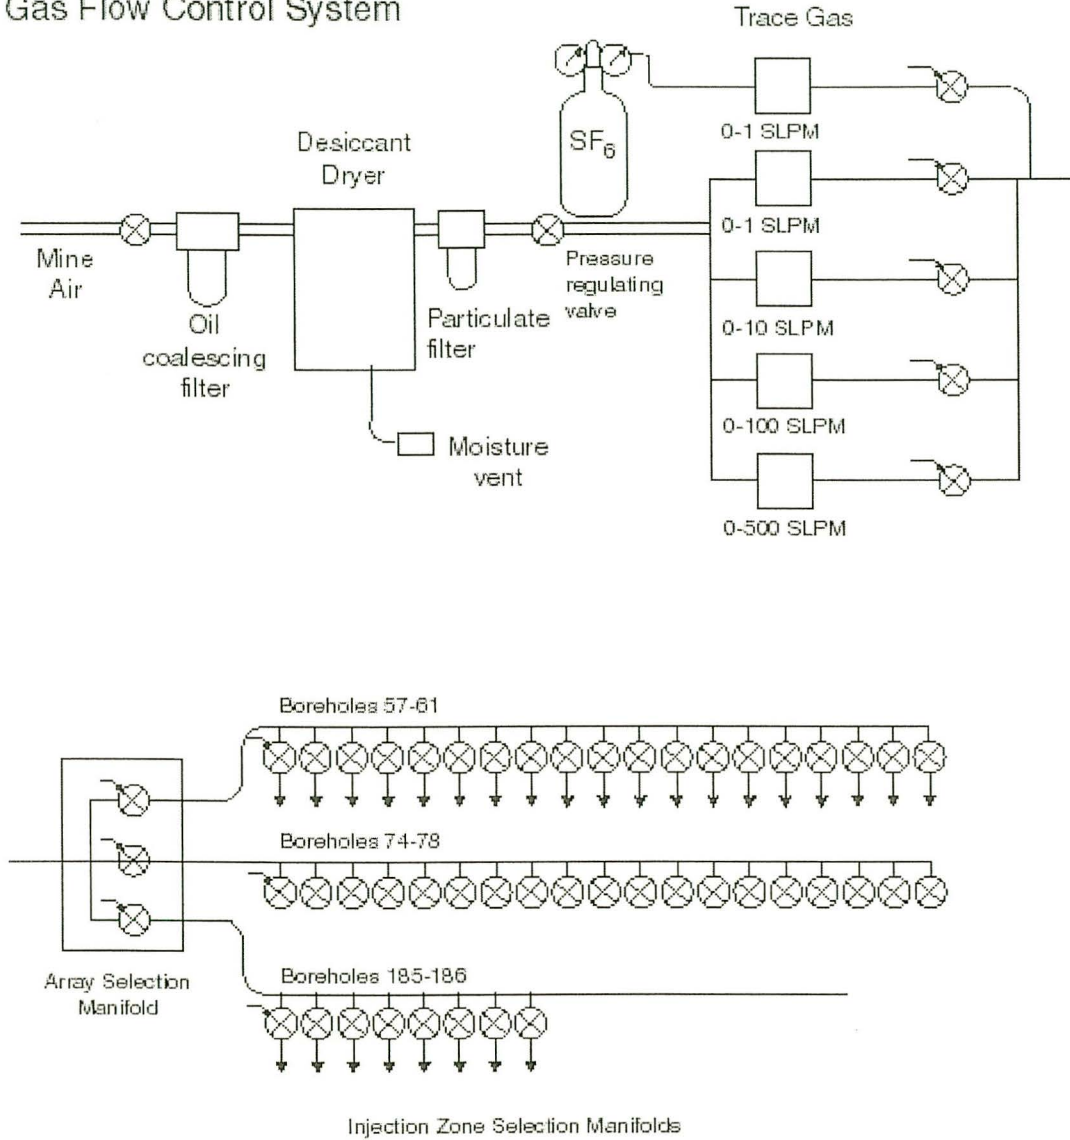 Gas Flow Control System
Trace Gas
SF6
0-1 SLPM
Desiccant
Dryer
0-1 SLPM
Mine
Air
Pressure
regulating
valve
Oil
coalescing
filter
Particulate
filter
0-10 SLPM
0-100 SLPM
Moisture
vent
0-500 SLPM
Boreholes 57-61
Boreholes 74-78
Boreholes 185-186
Array Selection
Manifold
Injection Zone Selection Manifolds